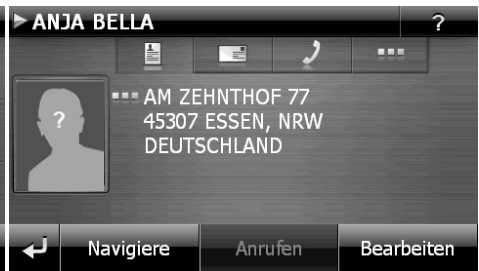 ANJA BELLA ?
?
AM ZEHNTHOF 77
45307 ESSEN, NRW
DEUTSCHLAND
Navigiere Anrufen Bearbeiten